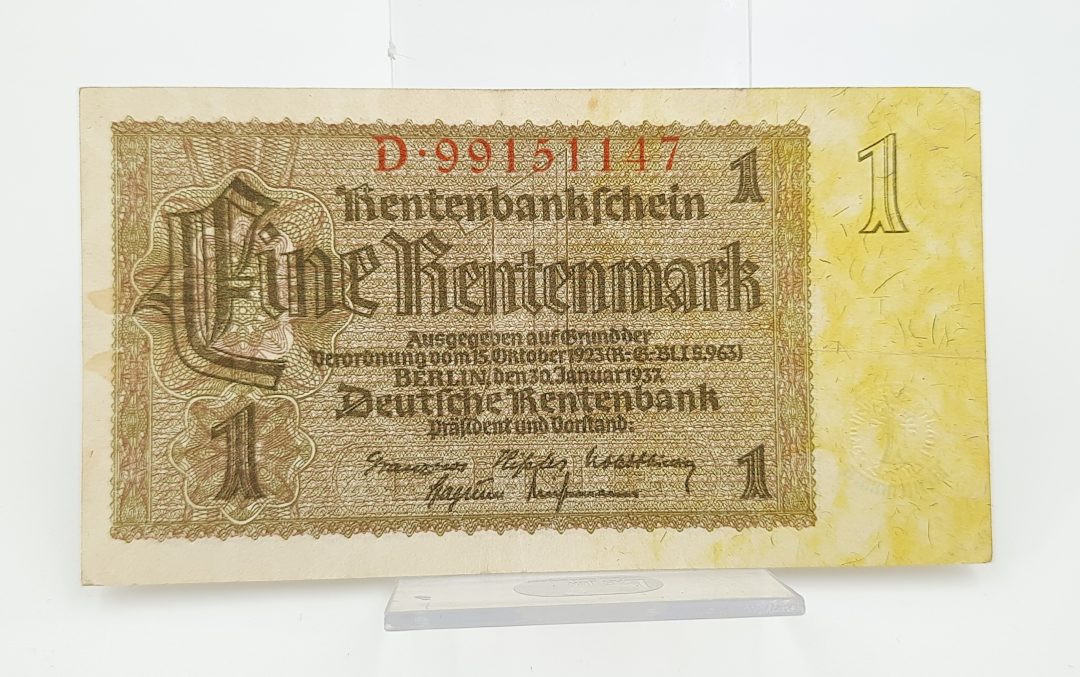 D·99151147
1
Rentenbankschein
1
Eine Rentenmark
Ausgegeben auf Grund der
Verordnung vom 15. Oktober 1923 (R.-G.-Bl. I S. 963)
BERLIN, den 30. Januar 1937
Deutsche Rentenbank
Präsident und Vorstand:
1
1